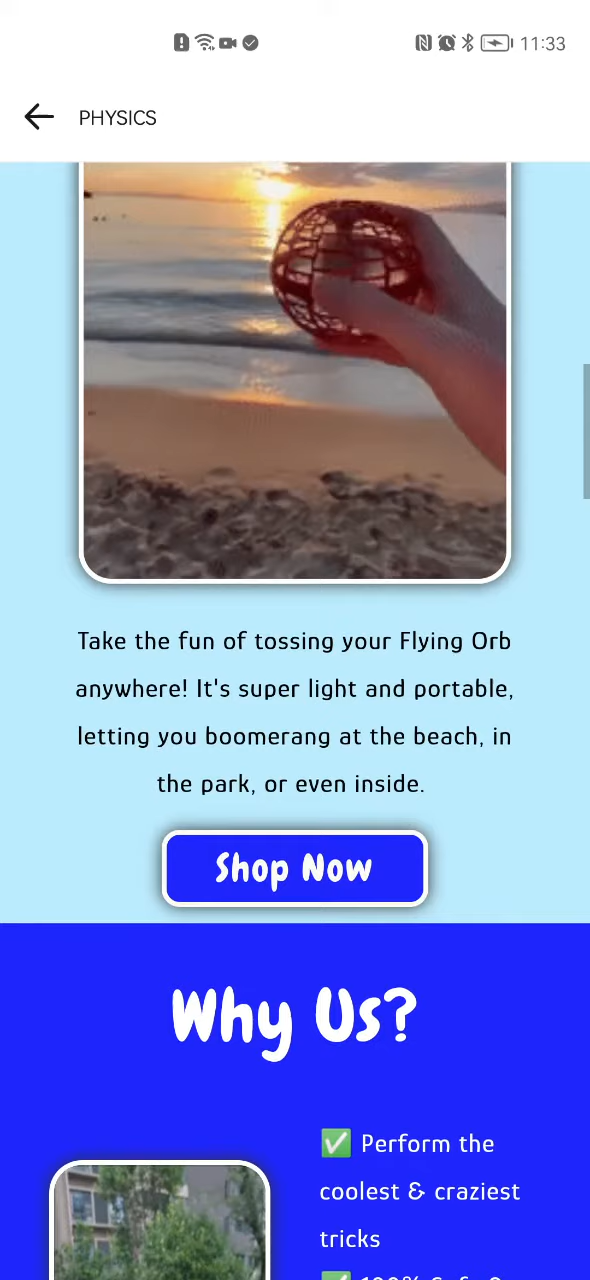 11:33
PHYSICS
Take the fun of tossing your Flying Orb
anywhere! It's super light and portable,
letting you boomerang at the beach, in
the park, or even inside.
Shop Now
Why Us?
✅ Perform the
coolest & craziest
tricks